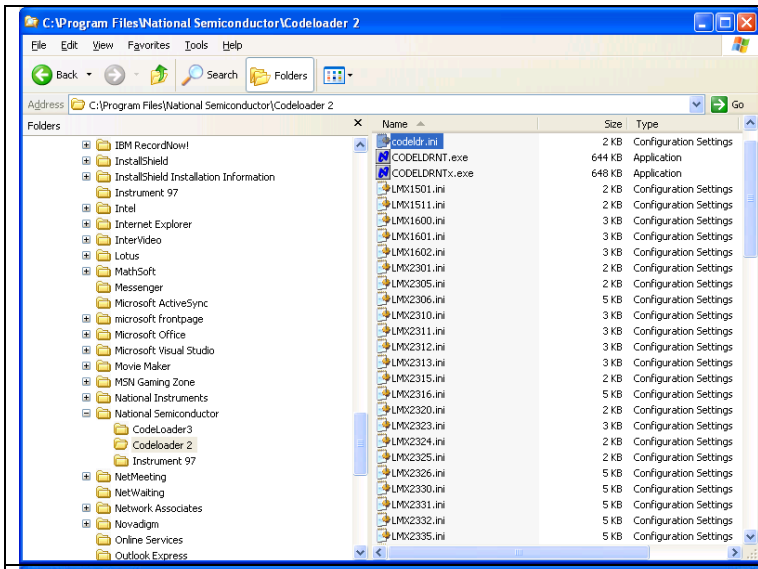 C:\Program Files\National Semiconductor\Codeloader 2
File Edit View Favorites Tools Help
Back Search Folders
Address C:\Program Files\National Semiconductor\Codeloader 2 Go
Folders
IBM RecordNow!
InstallShield
InstallShield Installation Information
Instrument 97
Intel
Internet Explorer
InterVideo
Lotus
MathSoft
Messenger
Microsoft ActiveSync
microsoft frontpage
Microsoft Office
Microsoft Visual Studio
Movie Maker
MSN Gaming Zone
National Instruments
National Semiconductor
CodeLoader3
Codeloader 2
Instrument 97
NetMeeting
NetWaiting
Network Associates
Novadigm
Online Services
Outlook Express
Name Size Type
codeldr.ini 2 KB Configuration Settings
CODELDRNT.exe 644 KB Application
CODELDRNTx.exe 648 KB Application
LMX1501.ini 2 KB Configuration Settings
LMX1511.ini 2 KB Configuration Settings
LMX1600.ini 3 KB Configuration Settings
LMX1601.ini 3 KB Configuration Settings
LMX1602.ini 3 KB Configuration Settings
LMX2301.ini 2 KB Configuration Settings
LMX2305.ini 2 KB Configuration Settings
LMX2306.ini 5 KB Configuration Settings
LMX2310.ini 3 KB Configuration Settings
LMX2311.ini 3 KB Configuration Settings
LMX2312.ini 3 KB Configuration Settings
LMX2313.ini 3 KB Configuration Settings
LMX2315.ini 2 KB Configuration Settings
LMX2316.ini 5 KB Configuration Settings
LMX2320.ini 2 KB Configuration Settings
LMX2323.ini 3 KB Configuration Settings
LMX2324.ini 2 KB Configuration Settings
LMX2325.ini 2 KB Configuration Settings
LMX2326.ini 5 KB Configuration Settings
LMX2330.ini 5 KB Configuration Settings
LMX2331.ini 5 KB Configuration Settings
LMX2332.ini 5 KB Configuration Settings
LMX2335.ini 5 KB Configuration Settings